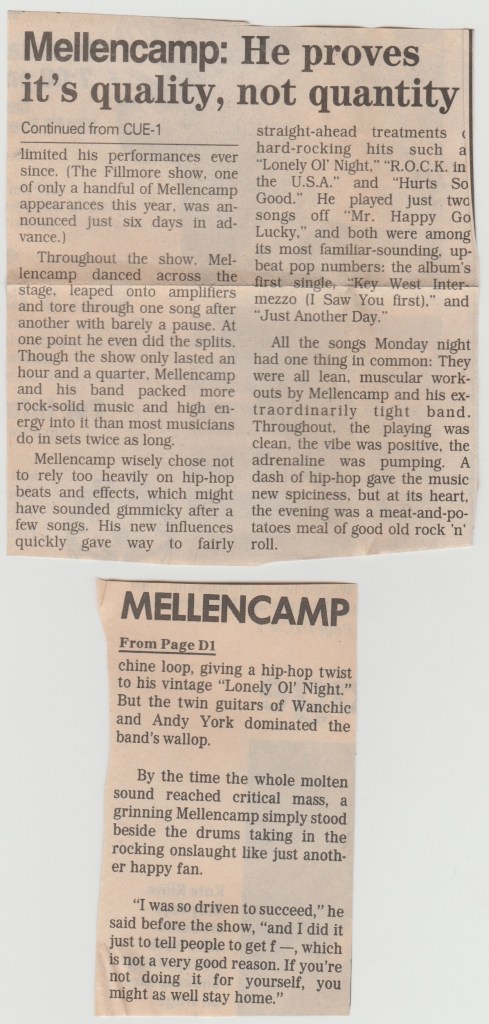 Mellencamp: He proves
it's quality, not quantity
Continued from CUE-1
limited his performances ever
since. (The Fillmore show, one
of only a handful of Mellencamp
appearances this year, was an-
nounced just six days in ad-
vance.)
Throughout the show, Mel-
lencamp danced across the
stage, leaped onto amplifiers
and tore through one song after
another with barely a pause. At
one point he even did the splits.
Though the show only lasted an
hour and a quarter, Mellencamp
and his band packed more
rock-solid music and high en-
ergy into it than most musicians
do in sets twice as long.
Mellencamp wisely chose not
to rely too heavily on hip-hop
beats and effects, which might
have sounded gimmicky after a
few songs. His new influences
quickly gave way to fairly
straight-ahead treatments
hard-rocking hits such a
"Lonely Ol' Night," "R.O.C.K. in
the U.S.A." and "Hurts So
Good." He played just two
songs off "Mr. Happy Go
Lucky," and both were among
its most familiar-sounding, up-
beat pop numbers: the album's
first single, "Key West Inter-
mezzo (I Saw You first)," and
"Just Another Day."
All the songs Monday night
had one thing in common: They
were all lean, muscular work-
outs by Mellencamp and his ex-
traordinarily tight band.
Throughout, the playing was
clean, the vibe was positive, the
adrenaline was pumping. A
dash of hip-hop gave the music
new spiciness, but at its heart,
the evening was a meat-and-po-
tatoes meal of good old rock 'n'
roll.
MELLENCAMP
From Page D1
chine loop, giving a hip-hop twist
to his vintage "Lonely Ol' Night."
But the twin guitars of Wanchic
and Andy York dominated the
band's wallop.
By the time the whole molten
sound reached critical mass, a
grinning Mellencamp simply stood
beside the drums taking in the
rocking onslaught like just anoth-
er happy fan.
"I was so driven to succeed," he
said before the show, "and I did it
just to tell people to get f —, which
is not a very good reason. If you're
not doing it for yourself, you
might as well stay home."